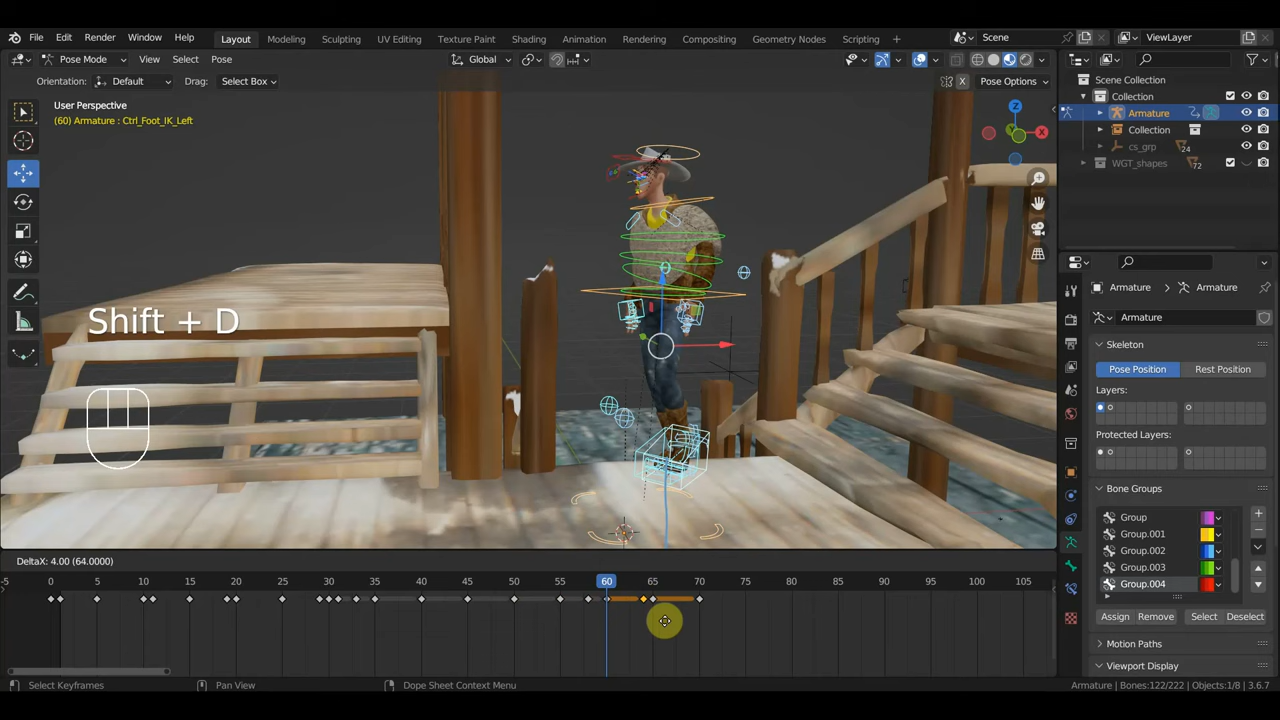 File Edit Render Window Help Layout Modeling Sculpting UV Editing Texture Paint Shading Animation Rendering Compositing Geometry Nodes Scripting + Scene ViewLayer
Pose Mode View Select Pose Global
Orientation: Default Drag: Select Box X Pose Options
User Perspective
(60) Armature : Ctrl_Foot_IK_Left
Z
X
Y
Shift + D
Scene Collection
Collection
Armature
Collection
cs_grp 24
WGT_shapes 72
Armature > Armature
Armature
Skeleton
Pose Position Rest Position
Layers:
Protected Layers:
Bone Groups
Group
Group.001
Group.002
Group.003
Group.004
Assign Remove Select Deselect
Motion Paths
Viewport Display
DeltaX: 4.00 (64.0000)
-5 0 5 10 15 20 25 30 35 40 45 50 55 60 65 70 75 80 85 90 95 100 105
Select Keyframes Pan View Dope Sheet Context Menu Armature | Bones:122/222 | Objects:1/8 | 3.6.7